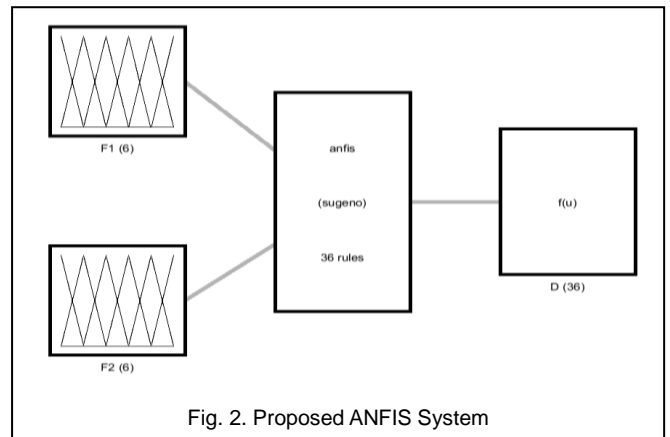 F1 (6)
anfis
(sugeno)
36 rules
f(u)
D (36)
F2 (6)
Fig. 2. Proposed ANFIS System